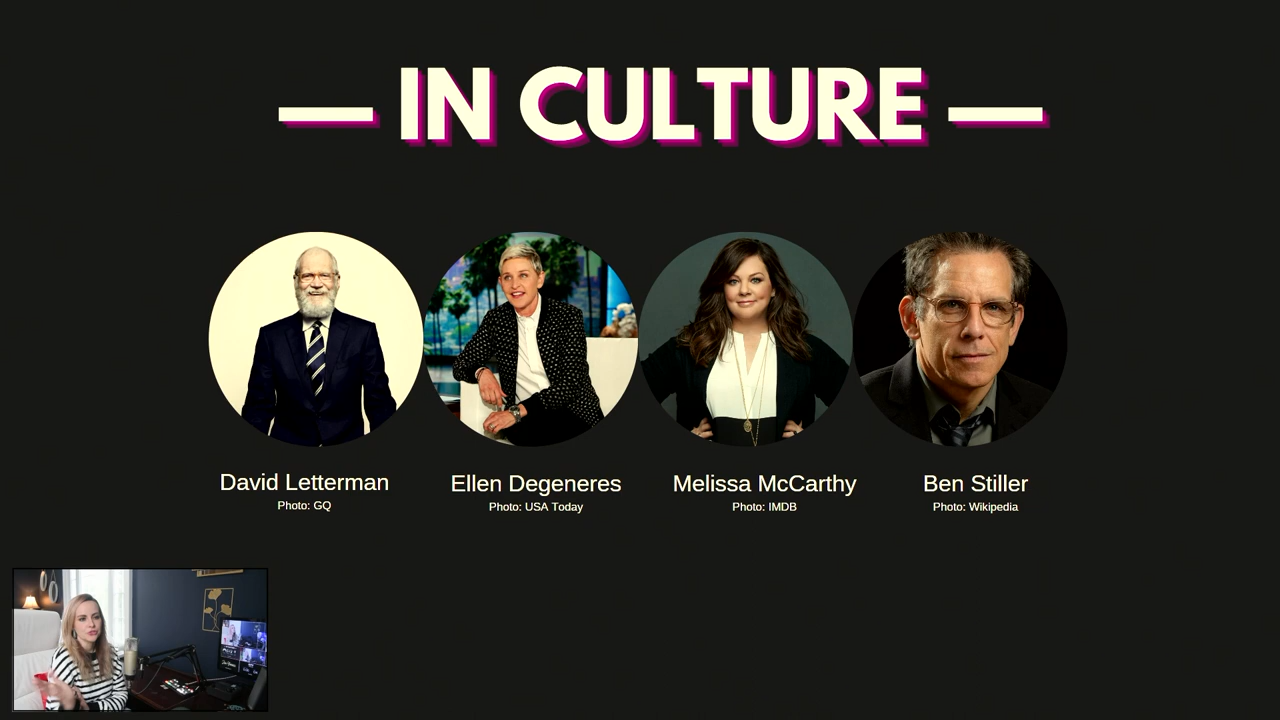 — IN CULTURE —
David Letterman
Photo: GQ
Ellen Degeneres
Photo: USA Today
Melissa McCarthy
Photo: IMDB
Ben Stiller
Photo: Wikipedia